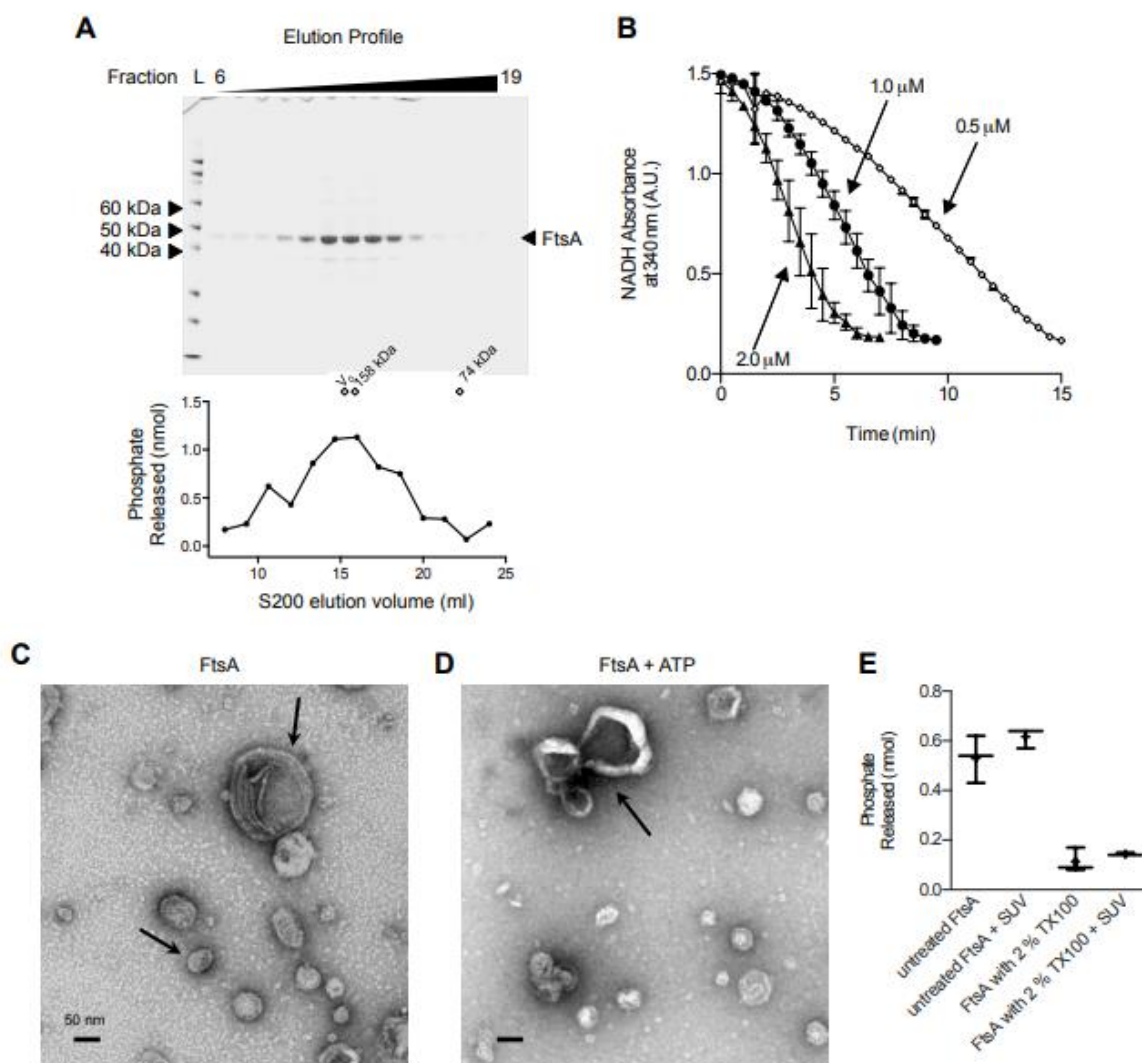 A
Elution Profile
Fraction L 6 19
60 kDa
50 kDa
40 kDa
FtsA
V₀
158 kDa
74 kDa
1.5
1.0
0.5
0.0
Phosphate
Released (nmol)
10 15 20 25
S200 elution volume (ml)
B
1.5
1.0
0.5
0.0
NADH Absorbance
at 340 nm (A.U.)
1.0 μM
0.5 μM
2.0 μM
0 5 10 15
Time (min)
C
FtsA
50 nm
D
FtsA + ATP
E
0.8
0.6
0.4
0.2
0.0
Phosphate
Released (nmol)
untreated FtsA
untreated FtsA + SUV
FtsA with 2 % TX100
FtsA with 2 % TX100 + SUV